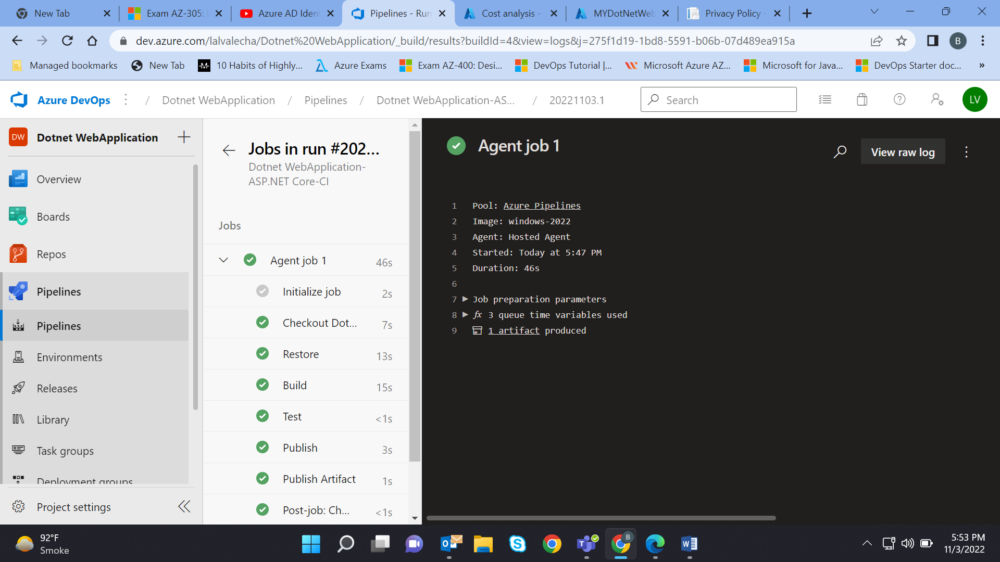 New Tab
Exam AZ-305:
Azure AD Ident
Pipelines - Run
Cost analysis -
MYDotNetWeb
Privacy Policy -
dev.azure.com/lalvalecha/Dotnet%20WebApplication/_build/results?buildId=4&view=logs&j=275f1d19-1bd8-5591-b06b-07d489ea915a
B
Managed bookmarks
New Tab
10 Habits of Highly...
Azure Exams
Exam AZ-400: Desi...
DevOps Tutorial |...
Microsoft Azure AZ...
Microsoft for Java...
DevOps Starter doc...
»
Azure DevOps
/ Dotnet WebApplication / Pipelines / Dotnet WebApplication-AS... / 20221103.1
Search
LV
DW Dotnet WebApplication
Overview
Boards
Repos
Pipelines
Pipelines
Environments
Releases
Library
Task groups
Deployment groups
Project settings
Jobs in run #202...
Dotnet WebApplication-
ASP.NET Core-CI
Jobs
Agent job 1 46s
Initialize job 2s
Checkout Dot... 7s
Restore 13s
Build 15s
Test <1s
Publish 3s
Publish Artifact 1s
Post-job: Ch... <1s
Agent job 1
View raw log
1 Pool: Azure Pipelines
2 Image: windows-2022
3 Agent: Hosted Agent
4 Started: Today at 5:47 PM
5 Duration: 46s
6
7 Job preparation parameters
8 fx 3 queue time variables used
9 1 artifact produced
92°F
Smoke
5:53 PM
11/3/2022